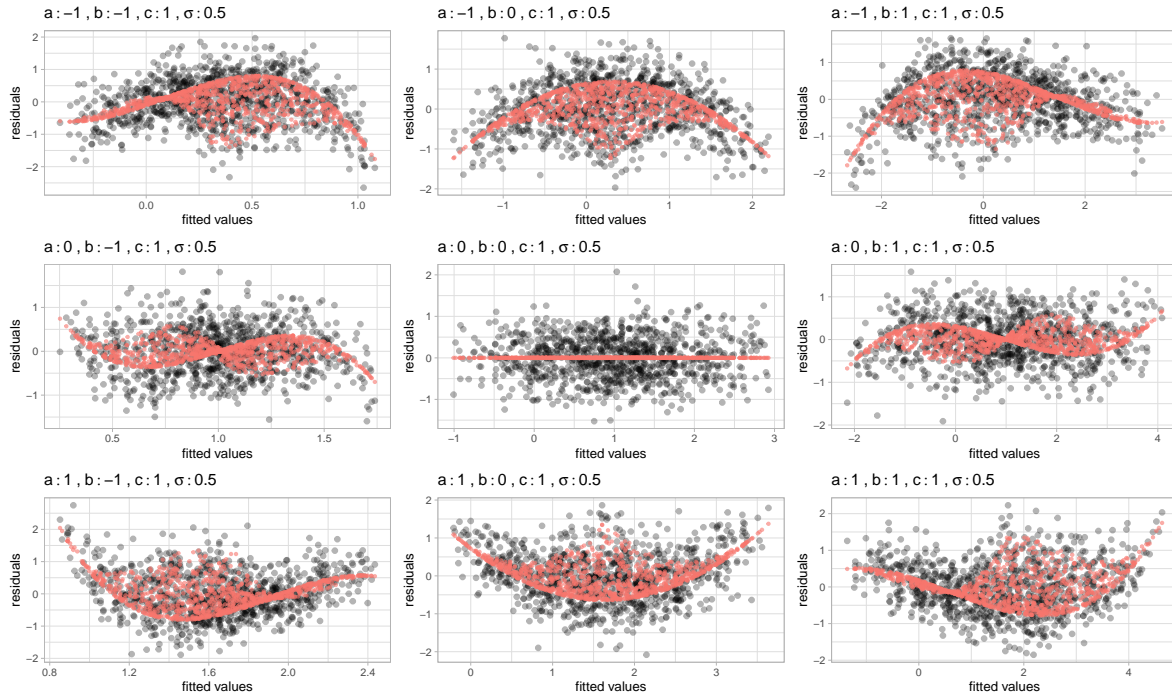 a : −1 , b : −1 , c : 1 , σ : 0.5
a : −1 , b : 0 , c : 1 , σ : 0.5
a : −1 , b : 1 , c : 1 , σ : 0.5
2
1
0
−1
−2
residuals
0.0
0.5
1.0
fitted values
2
1
0
−1
−2
residuals
−1
0
1
2
fitted values
1
0
−1
−2
residuals
−2
0
2
fitted values
a : 0 , b : −1 , c : 1 , σ : 0.5
a : 0 , b : 0 , c : 1 , σ : 0.5
a : 0 , b : 1 , c : 1 , σ : 0.5
1
0
−1
residuals
0.5
1.0
1.5
fitted values
2
1
0
−1
residuals
−1
0
1
2
3
fitted values
1
0
−1
−2
residuals
−2
0
2
4
fitted values
a : 1 , b : −1 , c : 1 , σ : 0.5
a : 1 , b : 0 , c : 1 , σ : 0.5
a : 1 , b : 1 , c : 1 , σ : 0.5
2
1
0
−1
−2
residuals
0.8
1.2
1.6
2.0
2.4
fitted values
2
1
0
−1
−2
residuals
0
1
2
3
fitted values
2
1
0
−1
−2
residuals
0
2
4
fitted values